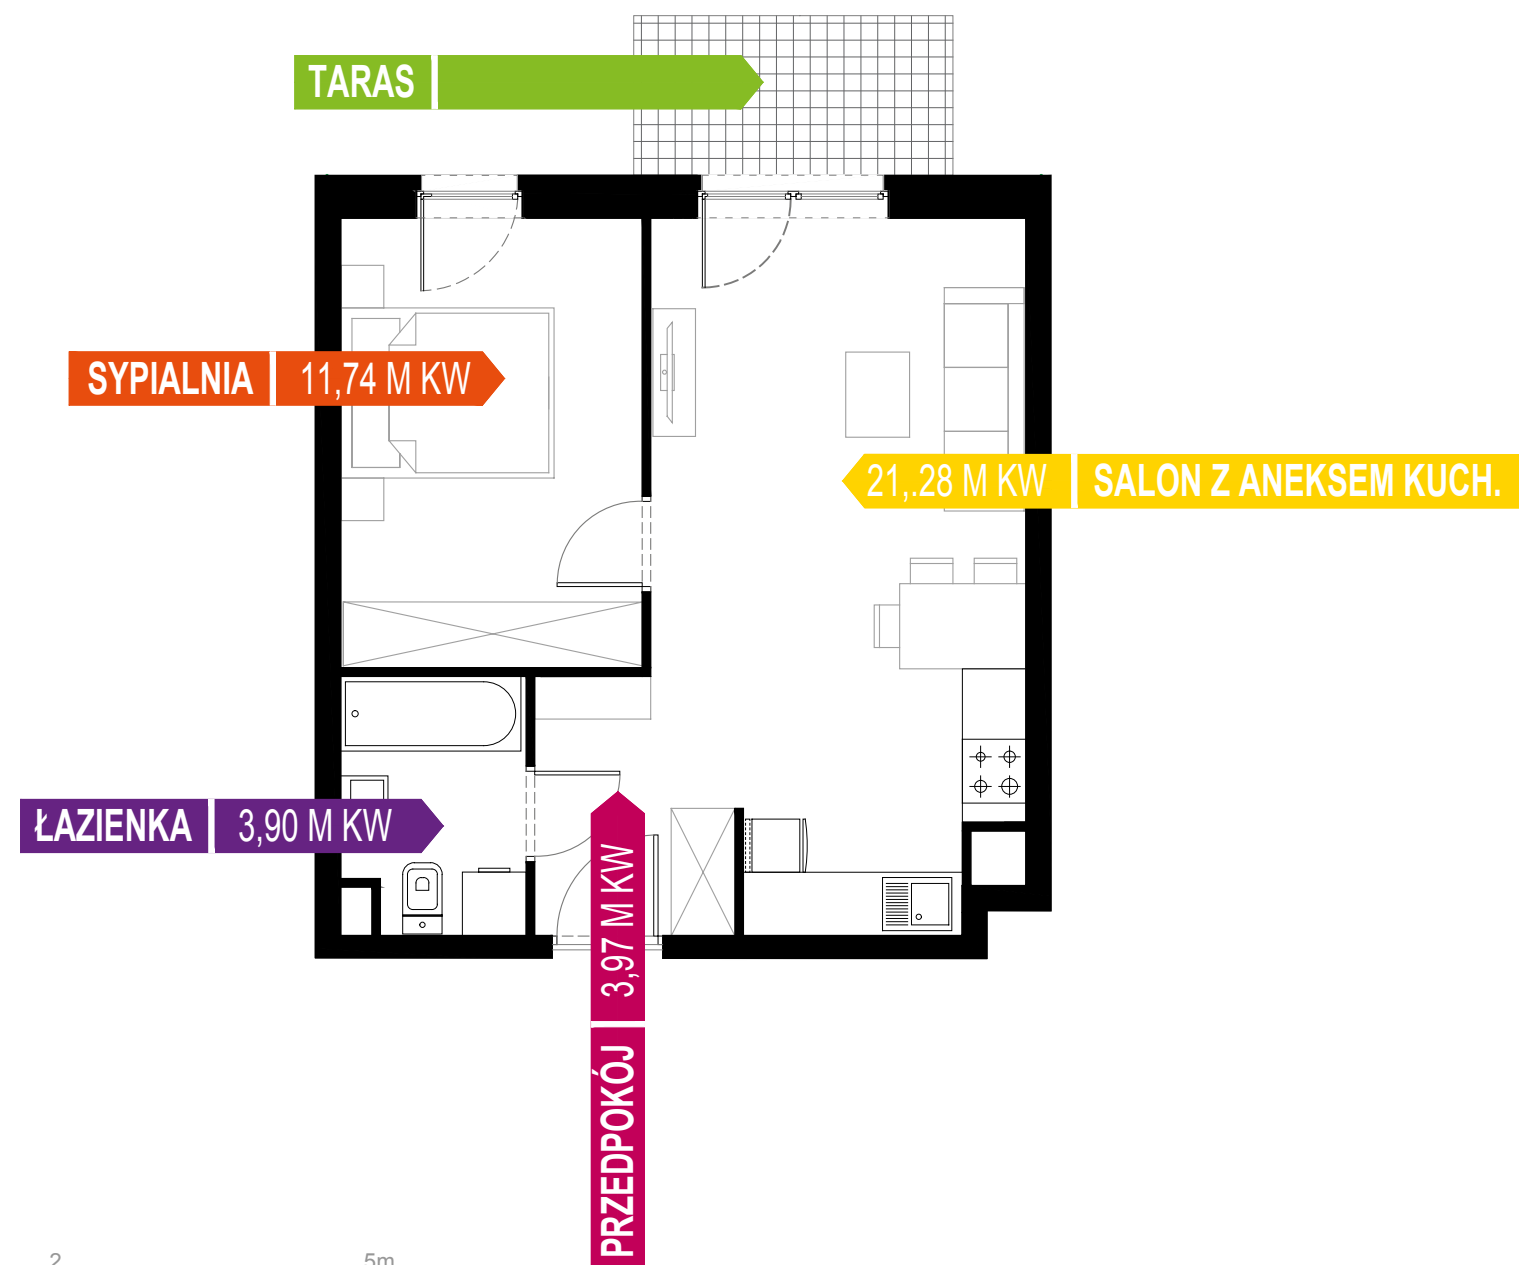 TARAS
SYPIALNIA 11,74 M KW
21,.28 M KW SALON Z ANEKSEM KUCH.
ŁAZIENKA 3,90 M KW
PRZEDPOKÓJ 3,97 M KW
2 5m